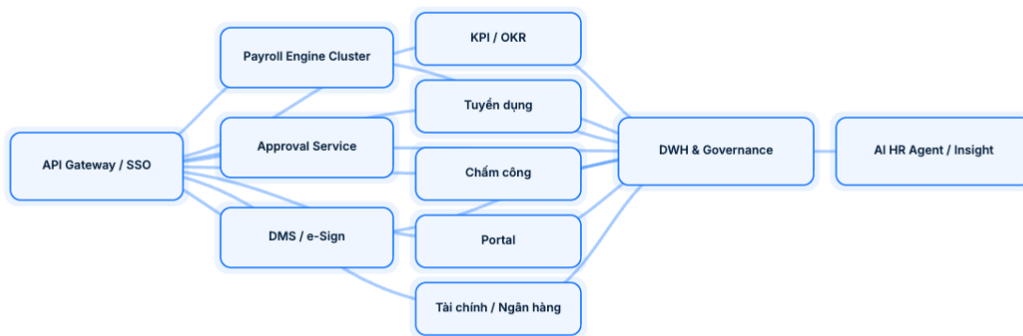 API Gateway / SSO
Payroll Engine Cluster
Approval Service
DMS / e-Sign
KPI / OKR
Tuyển dụng
Chấm công
Portal
Tài chính / Ngân hàng
DWH & Governance
AI HR Agent / Insight